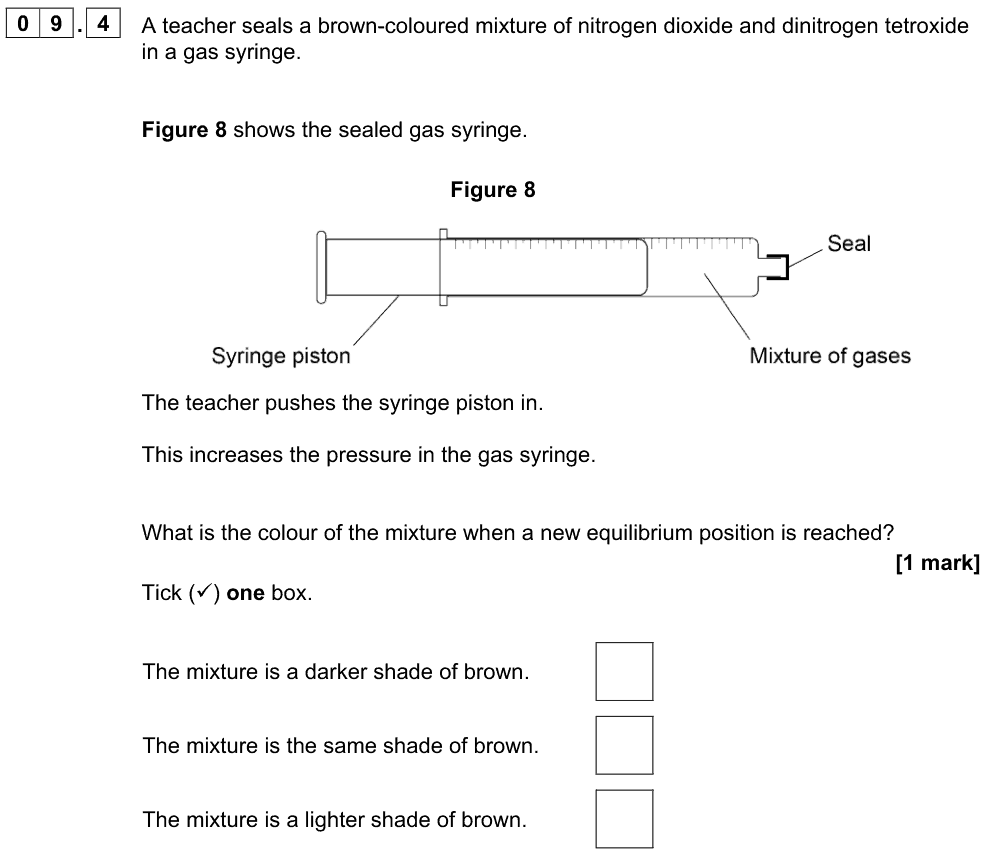 09.4 A teacher seals a brown-coloured mixture of nitrogen dioxide and dinitrogen tetroxide
in a gas syringe.
Figure 8 shows the sealed gas syringe.
Figure 8
Seal
Syringe piston
Mixture of gases
The teacher pushes the syringe piston in.
This increases the pressure in the gas syringe.
What is the colour of the mixture when a new equilibrium position is reached?
[1 mark]
Tick (✓) one box.
The mixture is a darker shade of brown.
The mixture is the same shade of brown.
The mixture is a lighter shade of brown.